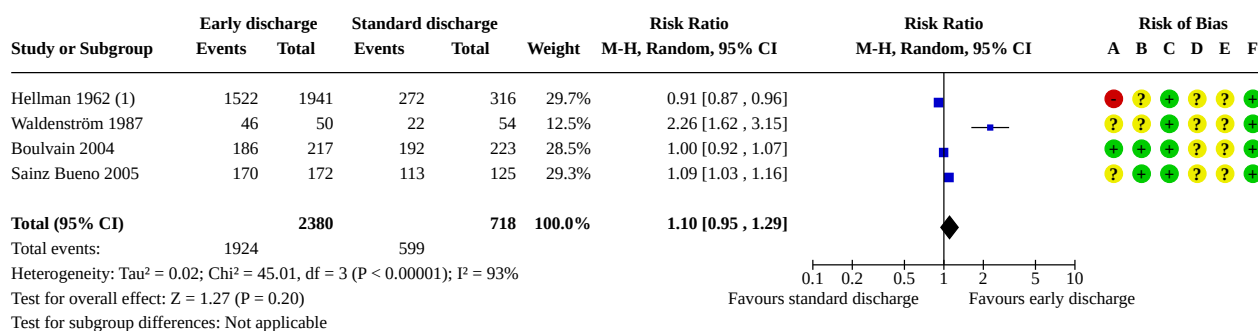 Early discharge Standard discharge Risk Ratio Risk Ratio Risk of Bias
Study or Subgroup Events Total Events Total Weight M-H, Random, 95% CI M-H, Random, 95% CI A B C D E F
Hellman 1962 (1) 1522 1941 272 316 29.7% 0.91 [0.87 , 0.96] - ? + ? ? +
Waldenström 1987 46 50 22 54 12.5% 2.26 [1.62 , 3.15] ? ? + ? ? +
Boulvain 2004 186 217 192 223 28.5% 1.00 [0.92 , 1.07] + + + ? ? +
Sainz Bueno 2005 170 172 113 125 29.3% 1.09 [1.03 , 1.16] ? + + ? ? +
Total (95% CI) 2380 718 100.0% 1.10 [0.95 , 1.29]
Total events: 1924 599
Heterogeneity: Tau² = 0.02; Chi² = 45.01, df = 3 (P < 0.00001); I² = 93%
0.1 0.2 0.5 1 2 5 10
Test for overall effect: Z = 1.27 (P = 0.20) Favours standard discharge Favours early discharge
Test for subgroup differences: Not applicable